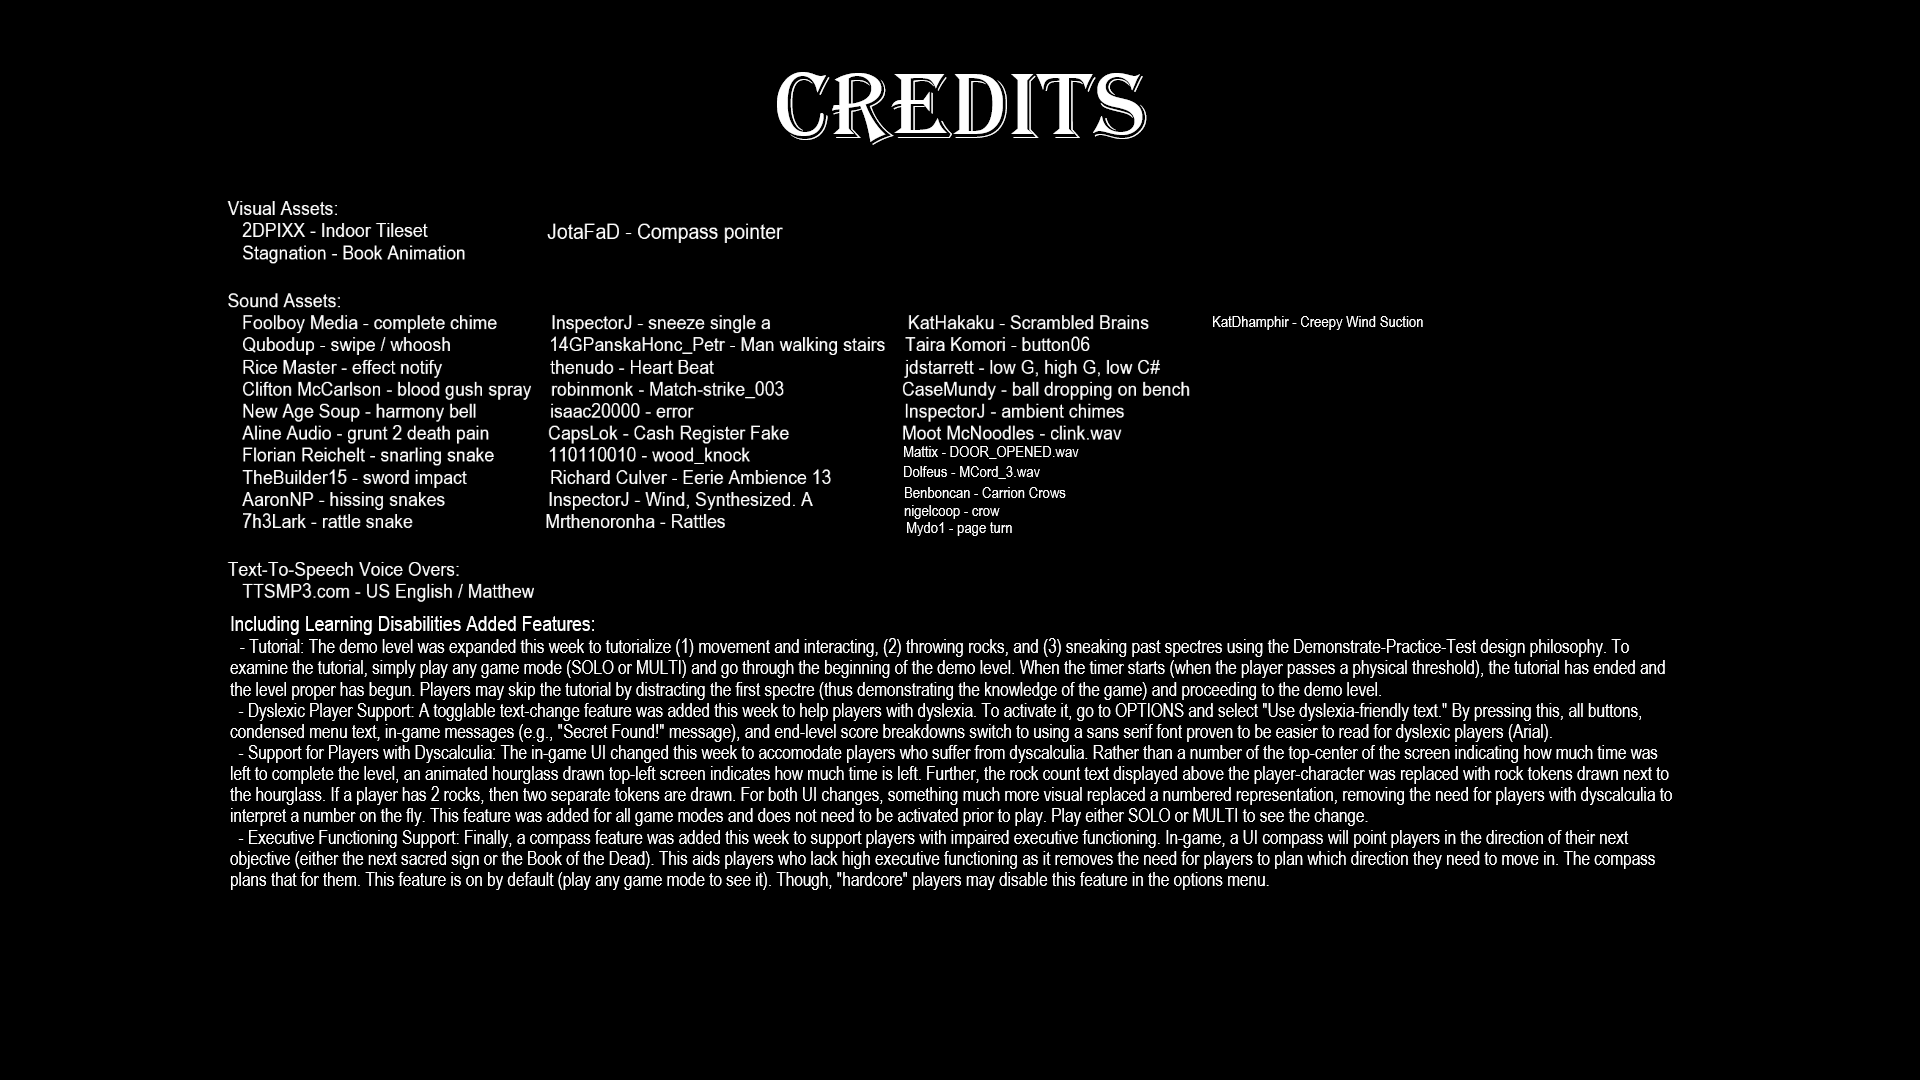 CREDITS
Visual Assets:
2DPIXX - Indoor Tileset
Stagnation - Book Animation
JotaFaD - Compass pointer
Sound Assets:
Foolboy Media - complete chime
Qubodup - swipe / whoosh
Rice Master - effect notify
Clifton McCarlson - blood gush spray
New Age Soup - harmony bell
Aline Audio - grunt 2 death pain
Florian Reichelt - snarling snake
TheBuilder15 - sword impact
AaronNP - hissing snakes
7h3Lark - rattle snake
InspectorJ - sneeze single a
14GPanskaHonc_Petr - Man walking stairs
thenudo - Heart Beat
robinmonk - Match-strike_003
isaac20000 - error
CapsLok - Cash Register Fake
110110010 - wood_knock
Richard Culver - Eerie Ambience 13
InspectorJ - Wind, Synthesized. A
Mrthenoronha - Rattles
KatHakaku - Scrambled Brains
Taira Komori - button06
jdstarrett - low G, high G, low C#
CaseMundy - ball dropping on bench
InspectorJ - ambient chimes
Moot McNoodles - clink.wav
Mattix - DOOR_OPENED.wav
Dolfeus - MCord_3.wav
Benboncan - Carrion Crows
nigelcoop - crow
Mydo1 - page turn
KatDhamphir - Creepy Wind Suction
Text-To-Speech Voice Overs:
TTSMP3.com - US English / Matthew
Including Learning Disabilities Added Features:
- Tutorial: The demo level was expanded this week to tutorialize (1) movement and interacting, (2) throwing rocks, and (3) sneaking past spectres using the Demonstrate-Practice-Test design philosophy. To
examine the tutorial, simply play any game mode (SOLO or MULTI) and go through the beginning of the demo level. When the timer starts (when the player passes a physical threshold), the tutorial has ended and
the level proper has begun. Players may skip the tutorial by distracting the first spectre (thus demonstrating the knowledge of the game) and proceeding to the demo level.
- Dyslexic Player Support: A togglable text-change feature was added this week to help players with dyslexia. To activate it, go to OPTIONS and select "Use dyslexia-friendly text." By pressing this, all buttons,
condensed menu text, in-game messages (e.g., "Secret Found!" message), and end-level score breakdowns switch to using a sans serif font proven to be easier to read for dyslexic players (Arial).
- Support for Players with Dyscalculia: The in-game UI changed this week to accomodate players who suffer from dyscalculia. Rather than a number of the top-center of the screen indicating how much time was
left to complete the level, an animated hourglass drawn top-left screen indicates how much time is left. Further, the rock count text displayed above the player-character was replaced with rock tokens drawn next to
the hourglass. If a player has 2 rocks, then two separate tokens are drawn. For both UI changes, something much more visual replaced a numbered representation, removing the need for players with dyscalculia to
interpret a number on the fly. This feature was added for all game modes and does not need to be activated prior to play. Play either SOLO or MULTI to see the change.
- Executive Functioning Support: Finally, a compass feature was added this week to support players with impaired executive functioning. In-game, a UI compass will point players in the direction of their next
objective (either the next sacred sign or the Book of the Dead). This aids players who lack high executive functioning as it removes the need for players to plan which direction they need to move in. The compass
plans that for them. This feature is on by default (play any game mode to see it). Though, "hardcore" players may disable this feature in the options menu.